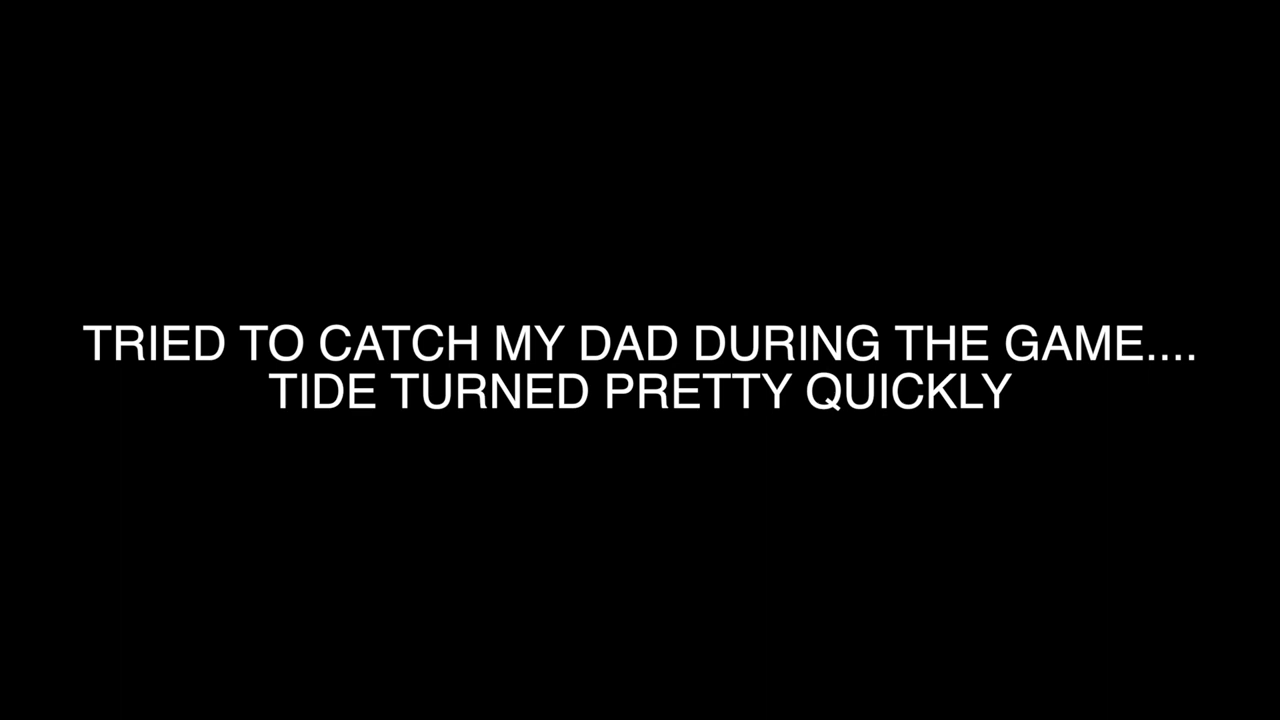 TRIED TO CATCH MY DAD DURING THE GAME....
TIDE TURNED PRETTY QUICKLY